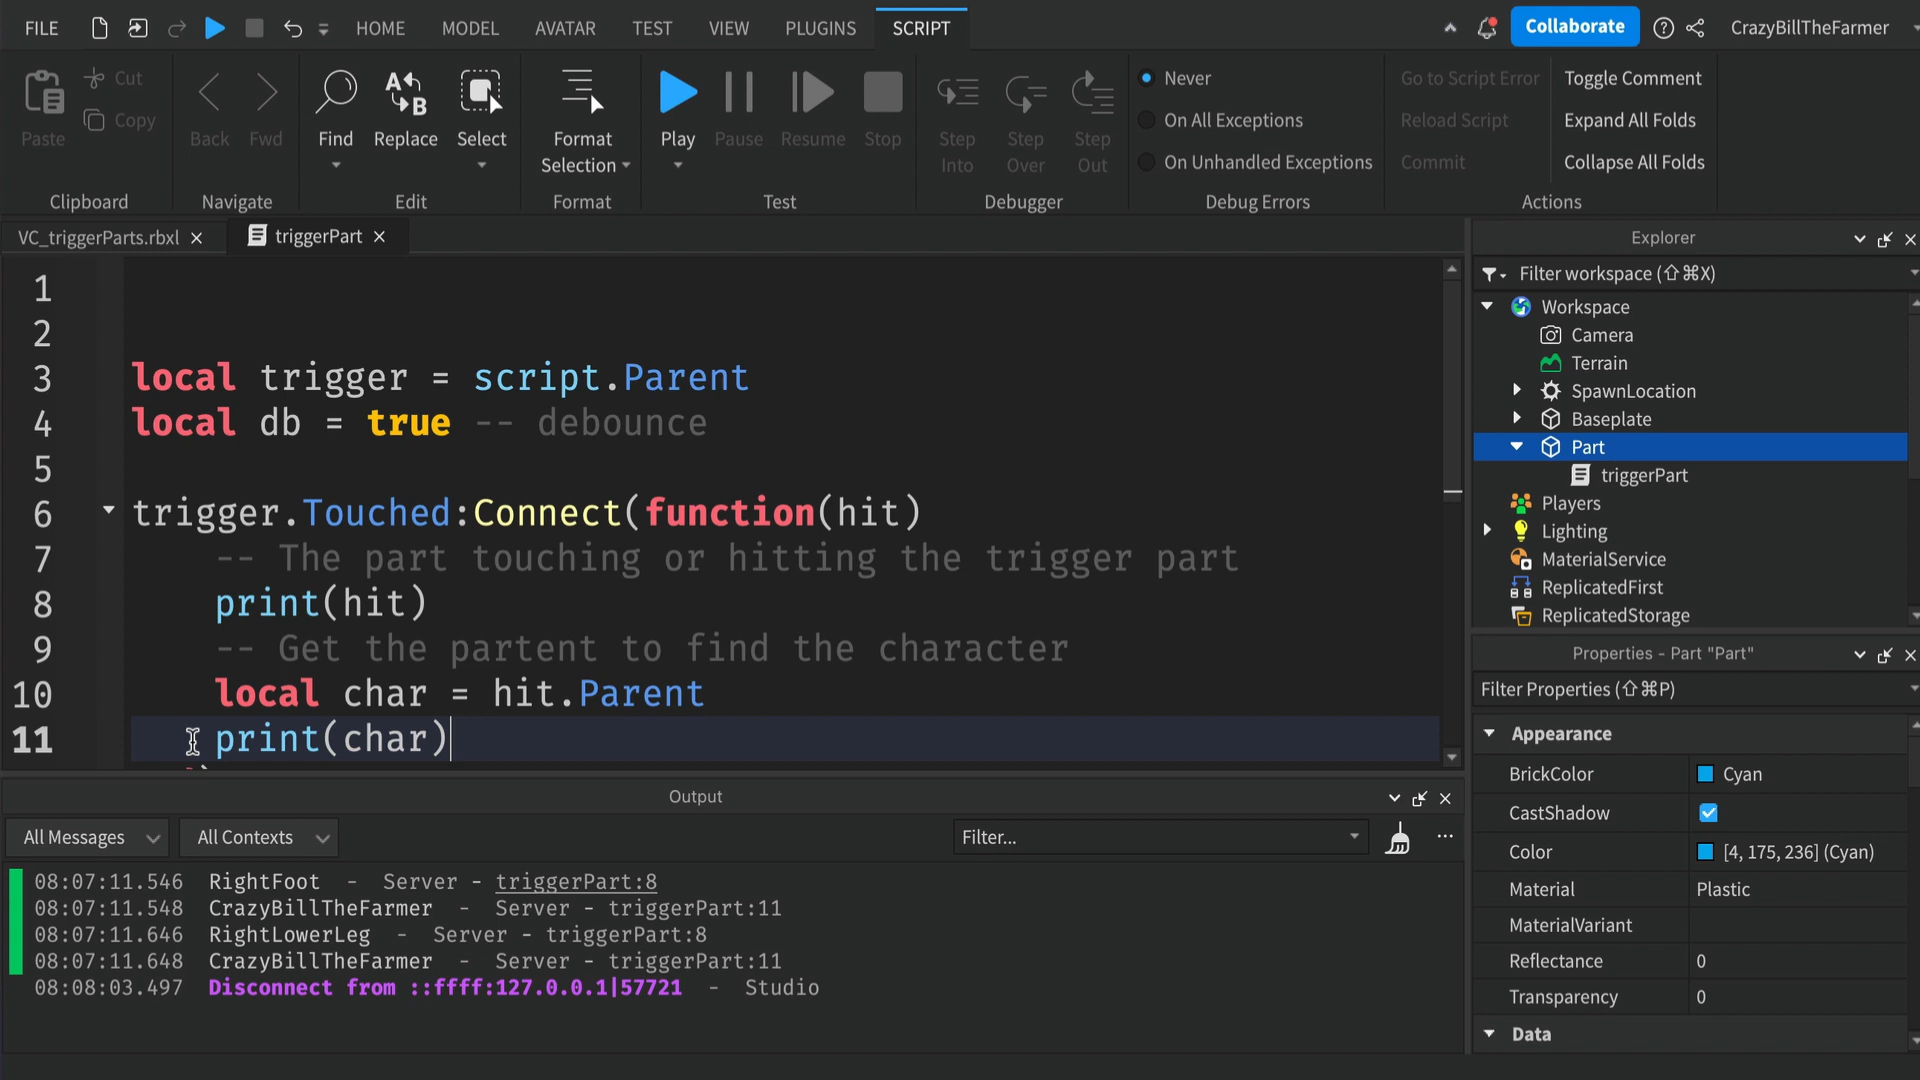 FILE
HOME
MODEL
AVATAR
TEST
VIEW
PLUGINS
SCRIPT
Collaborate
CrazyBillTheFarmer
Paste
Cut
Copy
Clipboard
Back
Fwd
Navigate
Find
Replace
Select
Edit
Format
Selection
Format
Play
Pause
Resume
Stop
Test
Step
Into
Step
Over
Step
Out
Debugger
Never
On All Exceptions
On Unhandled Exceptions
Debug Errors
Go to Script Error
Reload Script
Commit
Toggle Comment
Expand All Folds
Collapse All Folds
Actions
VC_triggerParts.rbxl
triggerPart
1
2
3 local trigger = script.Parent
4 local db = true -- debounce
5
6 trigger.Touched:Connect(function(hit)
7 -- The part touching or hitting the trigger part
8 print(hit)
9 -- Get the partent to find the character
10 local char = hit.Parent
11 print(char)
Output
All Messages
All Contexts
Filter...
08:07:11.546 RightFoot - Server - triggerPart:8
08:07:11.548 CrazyBillTheFarmer - Server - triggerPart:11
08:07:11.646 RightLowerLeg - Server - triggerPart:8
08:07:11.648 CrazyBillTheFarmer - Server - triggerPart:11
08:08:03.497 Disconnect from ::ffff:127.0.0.1|57721 - Studio
Explorer
Filter workspace (⇧⌘X)
Workspace
Camera
Terrain
SpawnLocation
Baseplate
Part
triggerPart
Players
Lighting
MaterialService
ReplicatedFirst
ReplicatedStorage
Properties - Part "Part"
Filter Properties (⇧⌘P)
Appearance
BrickColor Cyan
CastShadow
Color [4, 175, 236] (Cyan)
Material Plastic
MaterialVariant
Reflectance 0
Transparency 0
Data